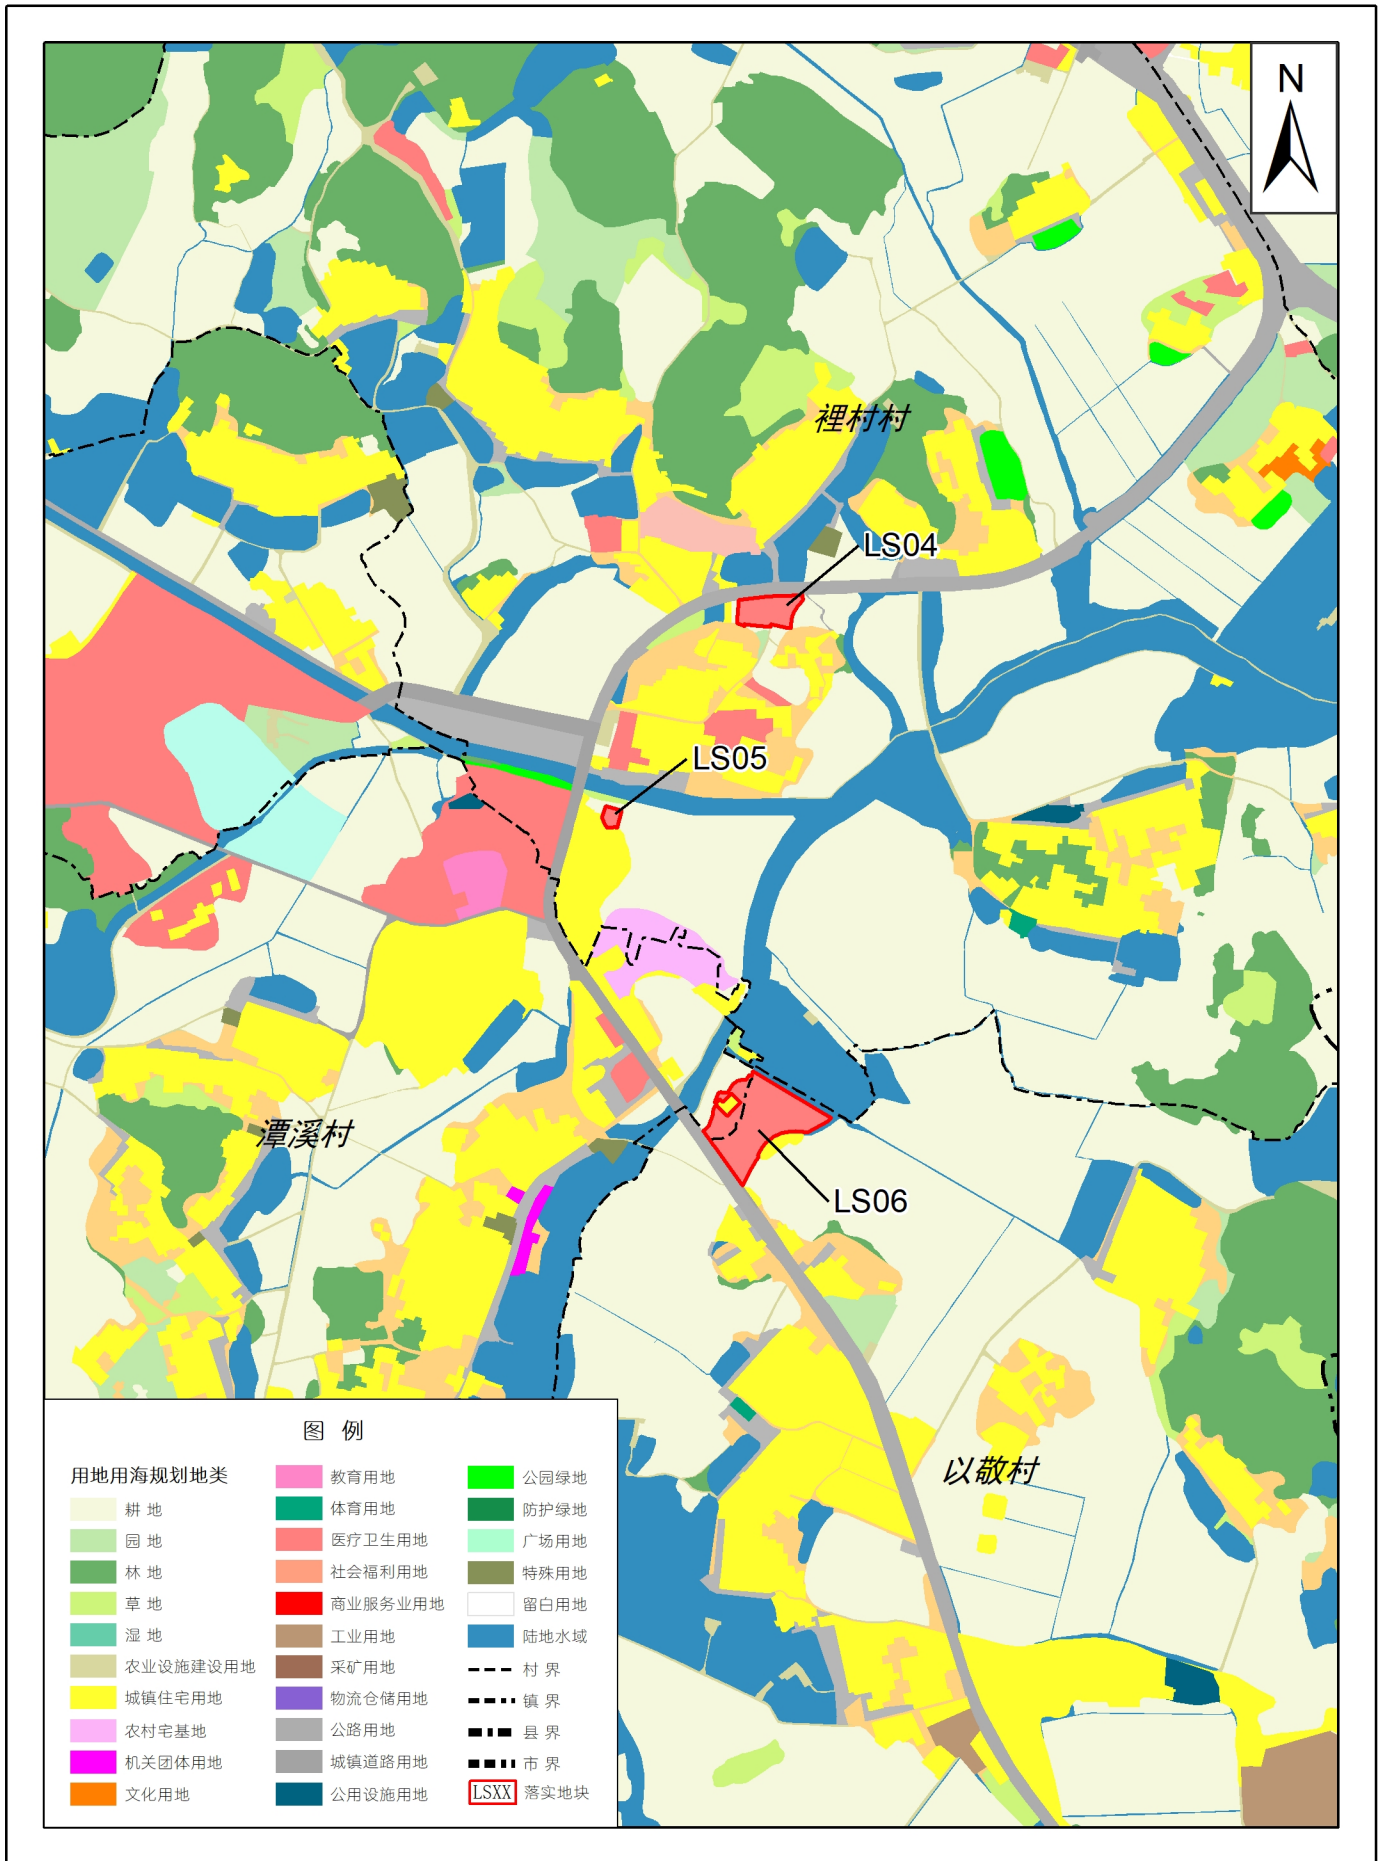 N
裡村村
LS04
LS05
潭溪村
LS06
以敬村
图 例
用地用海规划地类
耕 地
园 地
林 地
草 地
湿 地
农业设施建设用地
城镇住宅用地
农村宅基地
机关团体用地
文化用地
教育用地
体育用地
医疗卫生用地
社会福利用地
商业服务业用地
工业用地
采矿用地
物流仓储用地
公路用地
城镇道路用地
公用设施用地
公园绿地
防护绿地
广场用地
特殊用地
留白用地
陆地水域
村 界
镇 界
县 界
市 界
LSXX 落实地块